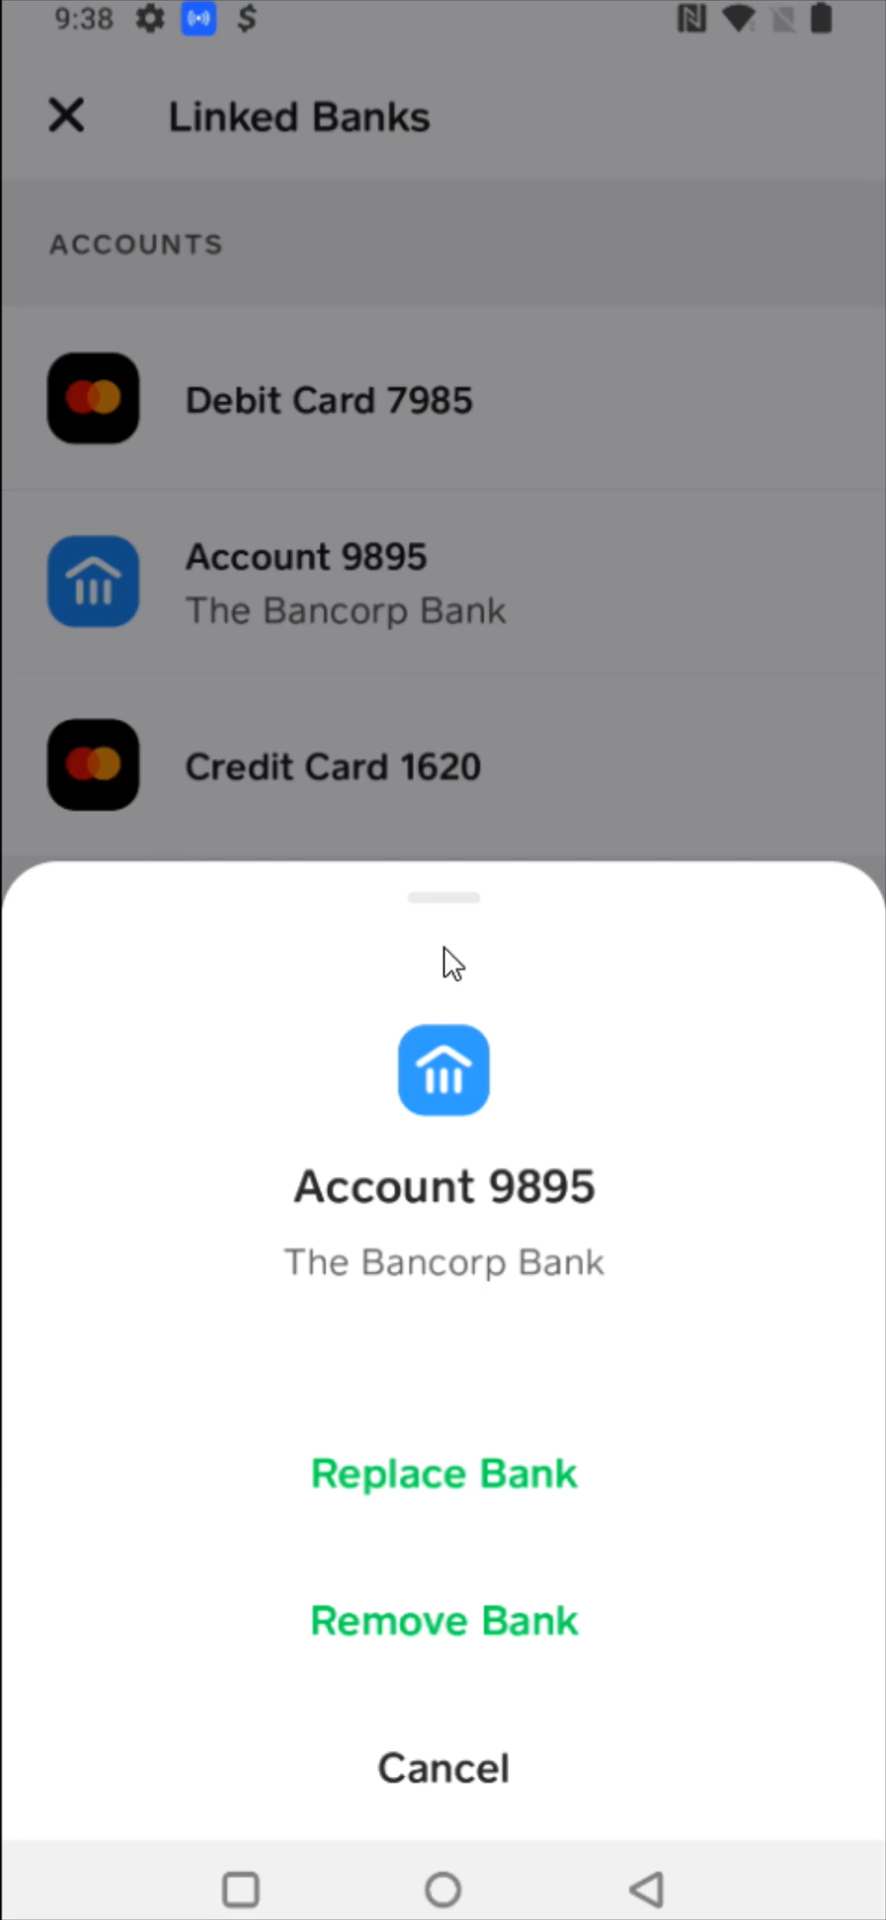 9:38
Linked Banks
ACCOUNTS
Debit Card 7985
Account 9895
The Bancorp Bank
Credit Card 1620
Account 9895
The Bancorp Bank
Replace Bank
Remove Bank
Cancel